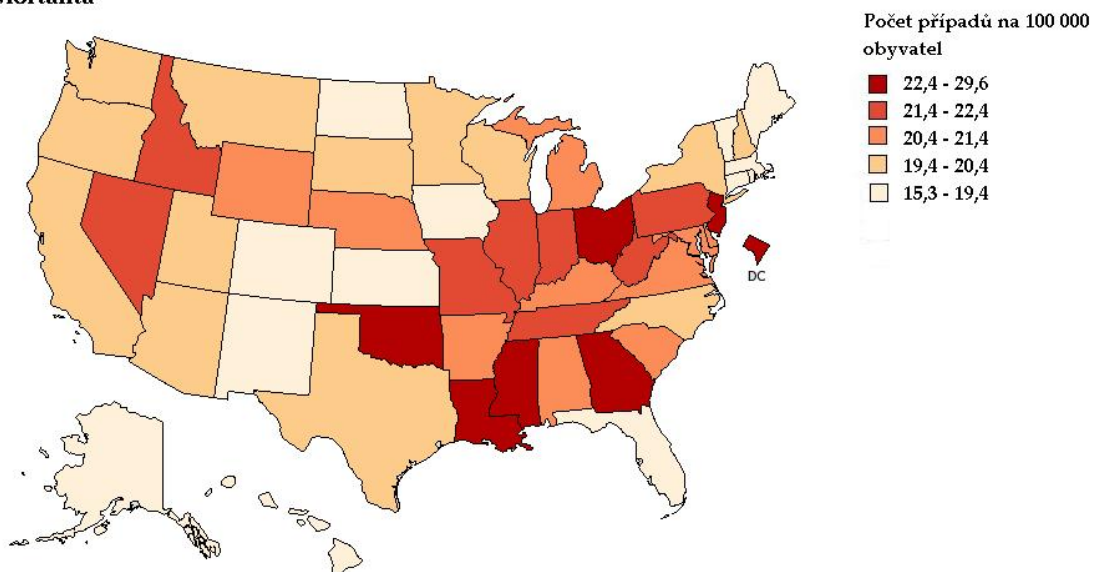 Počet případů na 100 000
obyvatel
22,4 - 29,6
21,4 - 22,4
20,4 - 21,4
19,4 - 20,4
15,3 - 19,4
DC